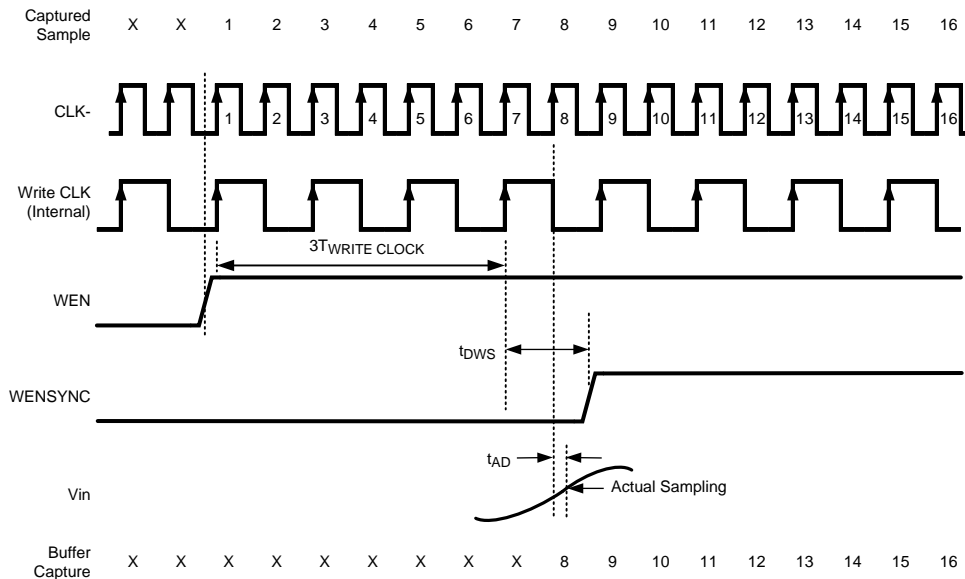 Captured
Sample
X X 1 2 3 4 5 6 7 8 9 10 11 12 13 14 15 16
CLK-
1 2 3 4 5 6 7 8 9 10 11 12 13 14 15 16
Write CLK
(Internal)
3TWRITE CLOCK
WEN
tDWS
WENSYNC
tAD
Actual Sampling
Vin
Buffer
Capture
X X X X X X X X X 8 9 10 11 12 13 14 15 16